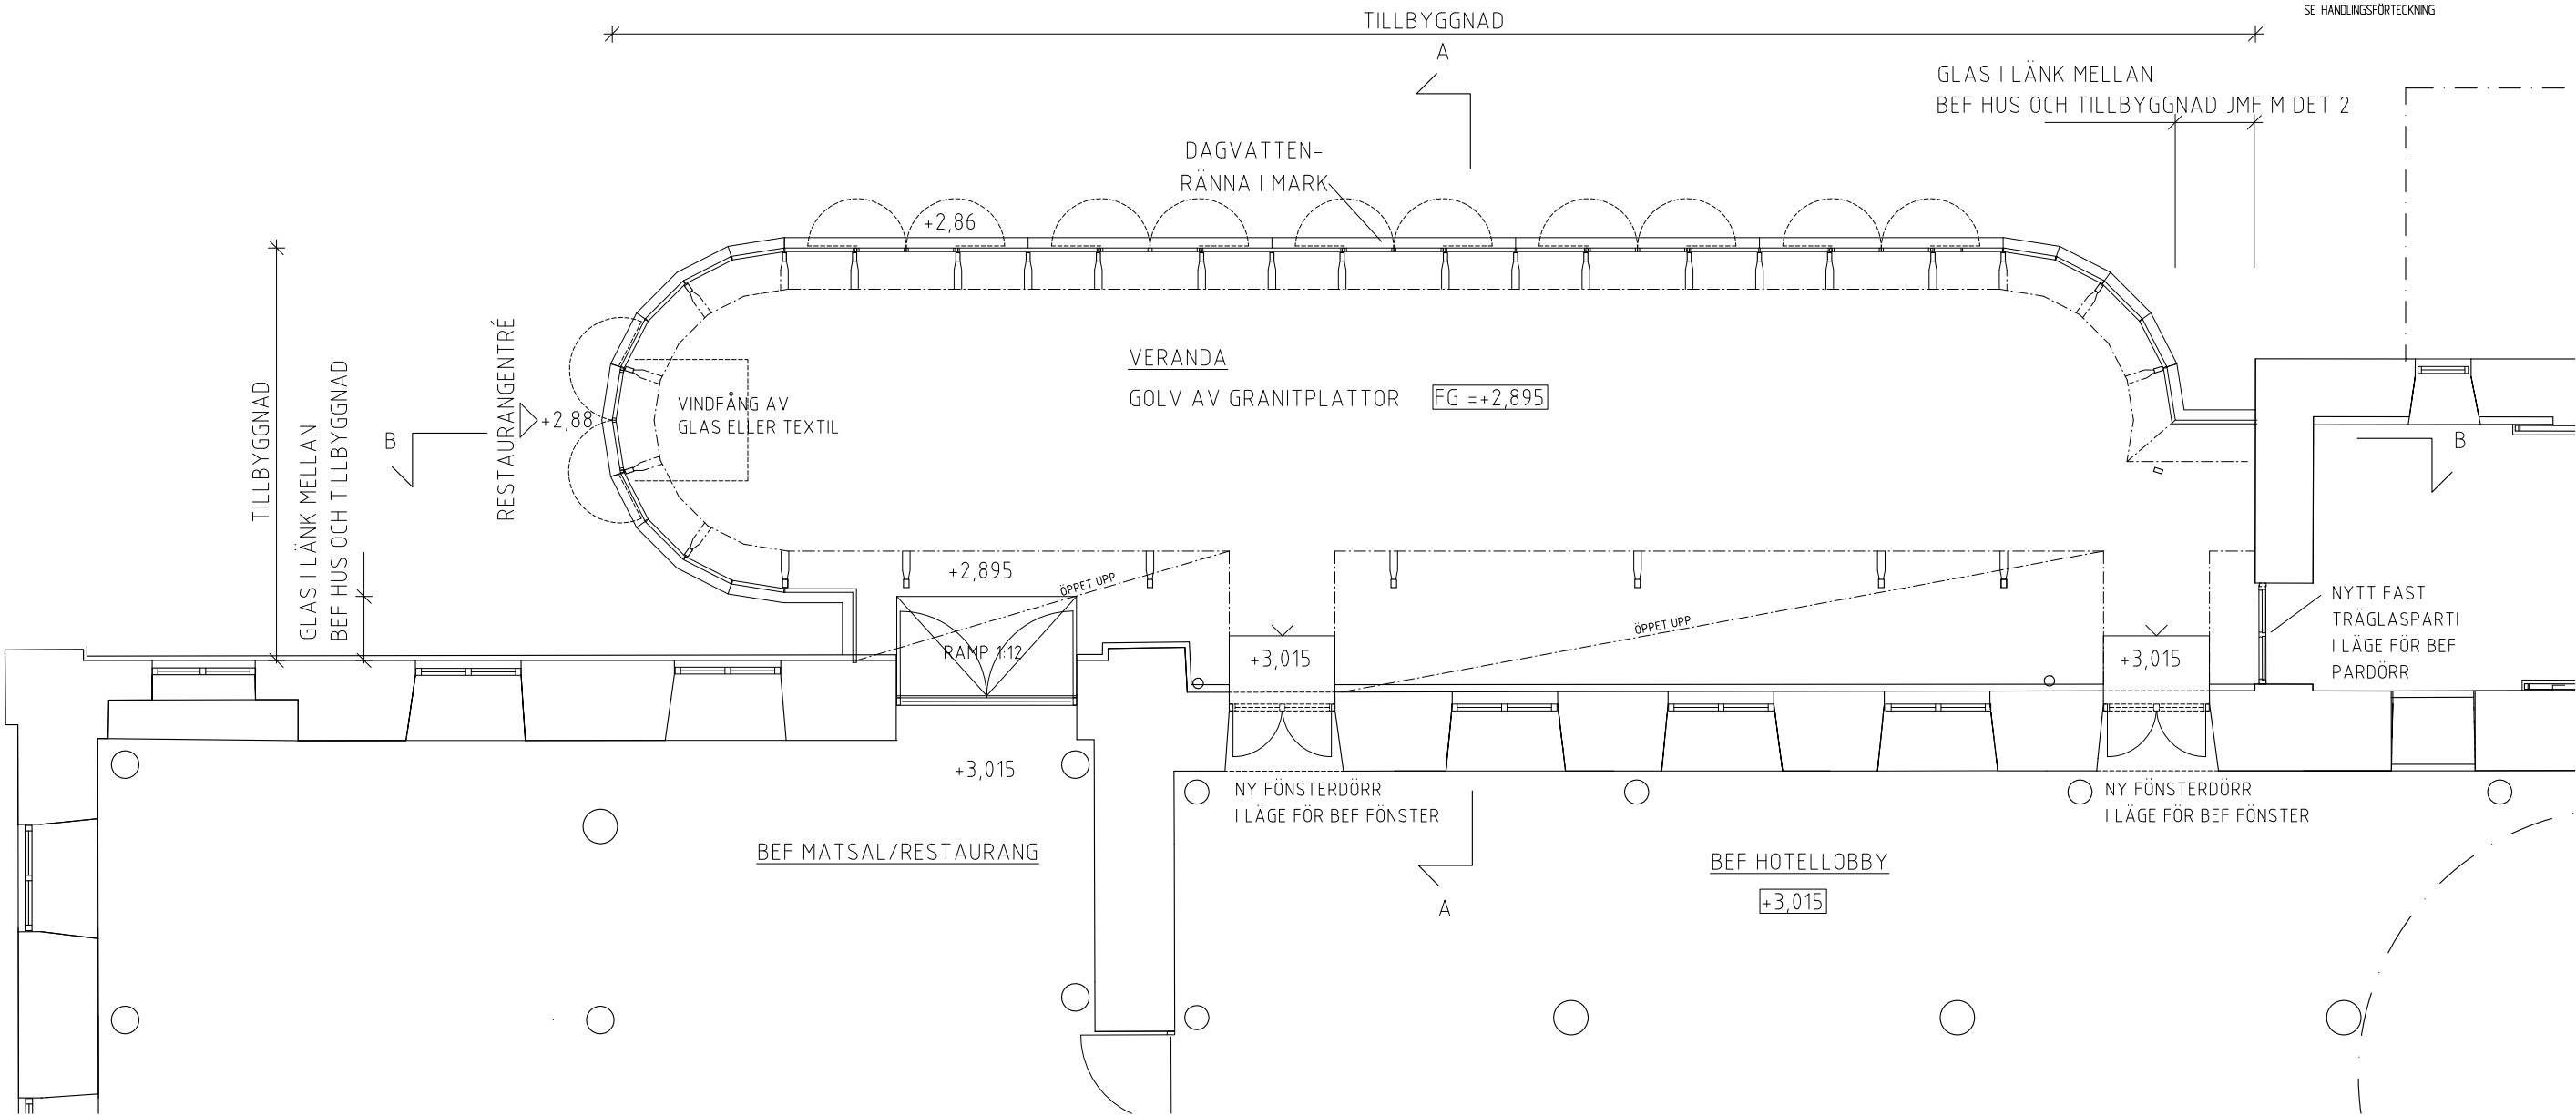 SE HANDLINGSFÖRTECKNING
TILLBYGGNAD
A
GLAS I LÄNK MELLAN
BEF HUS OCH TILLBYGGNAD JMF M DET 2
DAGVATTEN-
RÄNNA I MARK
+2,86
TILLBYGGNAD
GLAS I LÄNK MELLAN
BEF HUS OCH TILLBYGGNAD
B
RESTAURANGENTRÉ
+2,88
VINDFÅNG AV
GLAS ELLER TEXTIL
VERANDA
GOLV AV GRANITPLATTOR
FG =+2,895
B
+2,895
ÖPPET UPP
ÖPPET UPP
RAMP 1:12
+3,015
+3,015
NYTT FAST
TRÄGLASPARTI
I LÄGE FÖR BEF
PARDÖRR
+3,015
NY FÖNSTERDÖRR
I LÄGE FÖR BEF FÖNSTER
NY FÖNSTERDÖRR
I LÄGE FÖR BEF FÖNSTER
BEF MATSAL/RESTAURANG
BEF HOTELLOBBY
+3,015
A